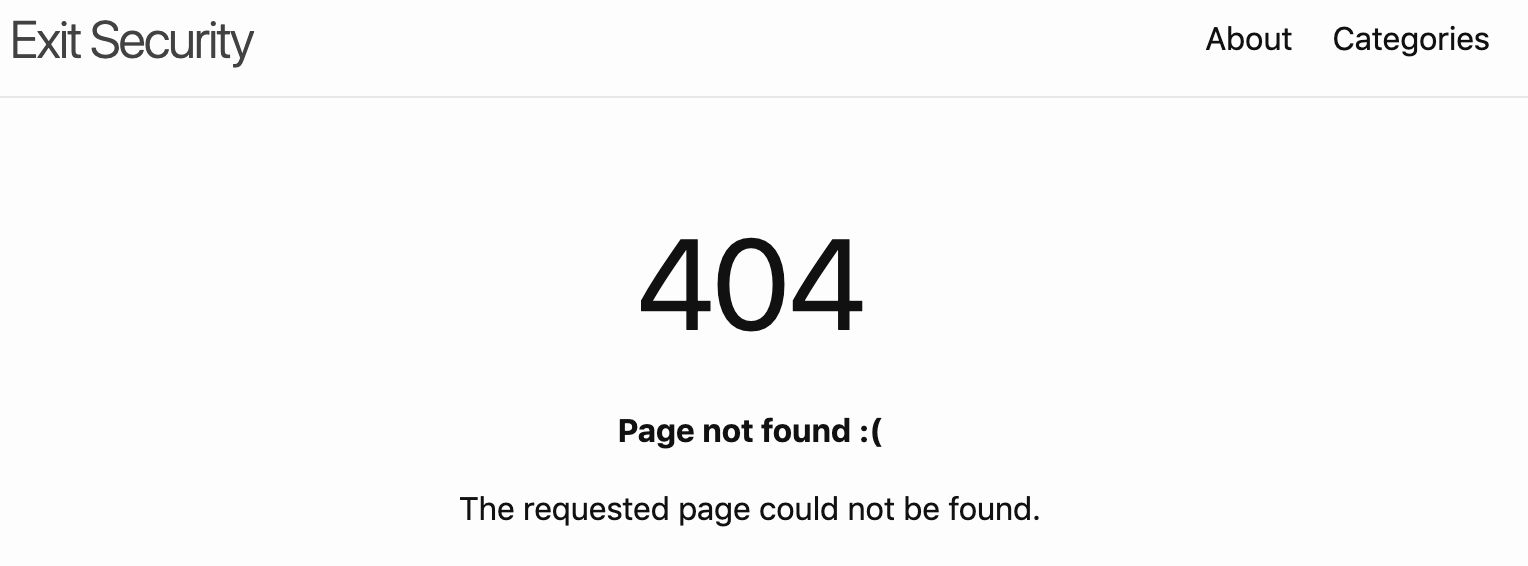 Exit Security
About Categories
404
Page not found :(
The requested page could not be found.